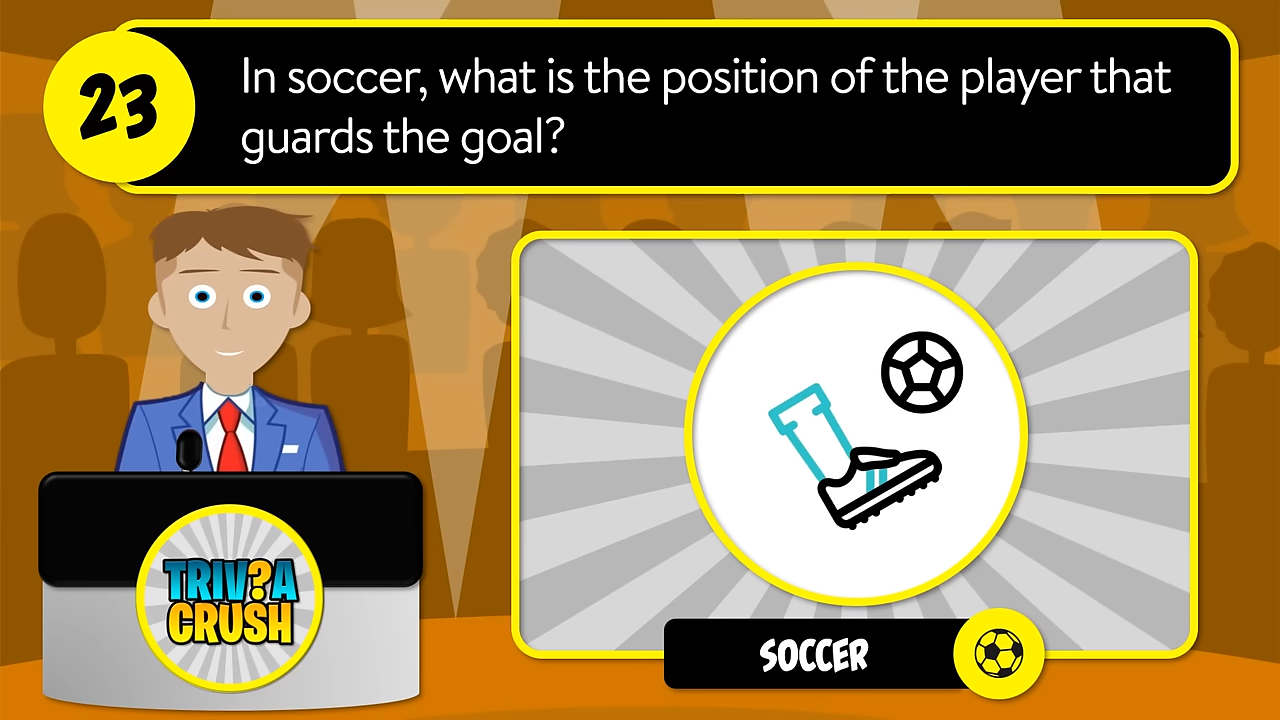 23
In soccer, what is the position of the player that
guards the goal?
TRIV?A
CRUSH
SOCCER